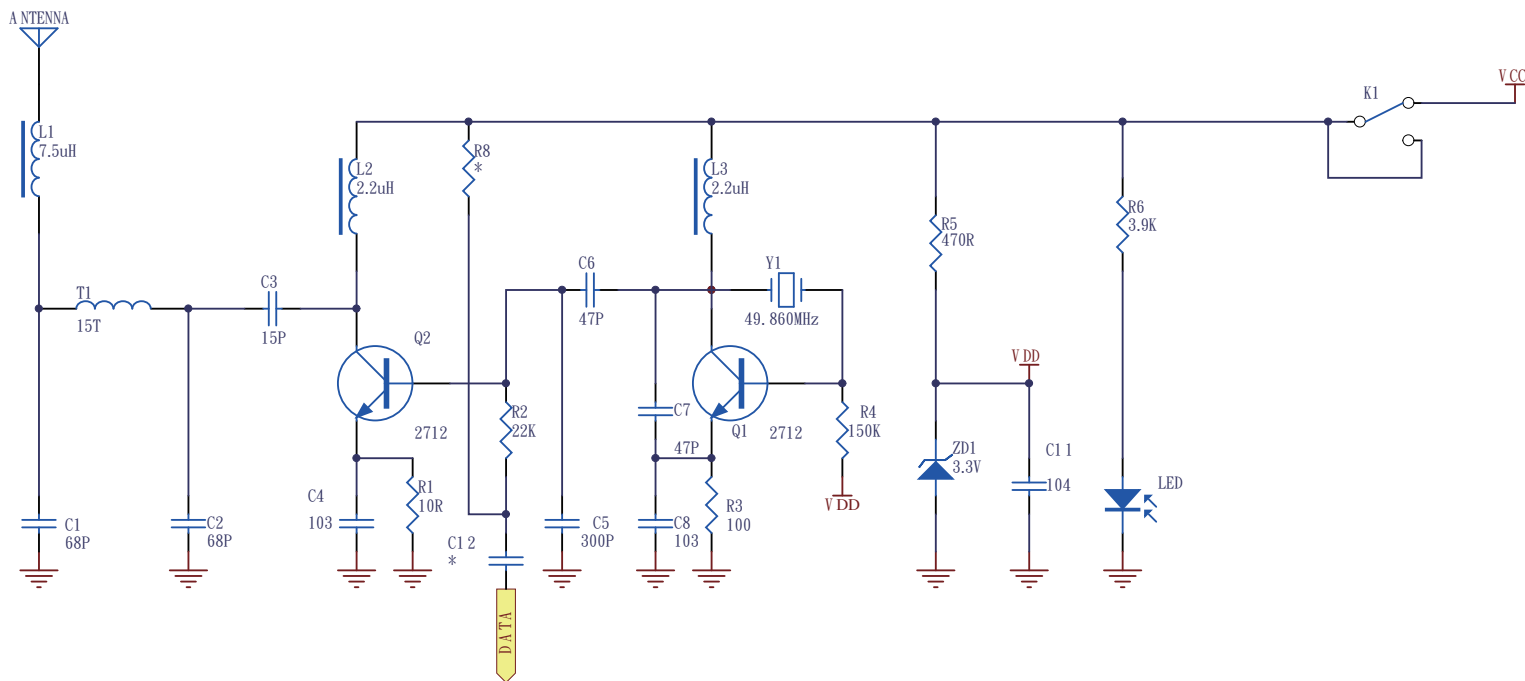 ANTENNA
L1
7.5uH
T1
15T
C1
68P
C2
68P
C3
15P
L2
2.2uH
Q2
2712
C4
103
R1
10R
R8
*
R2
22K
C12
*
DATA
C6
47P
C5
300P
L3
2.2uH
Y1
49.860MHz
C7
47P
Q1
2712
C8
103
R3
100
R4
150K
VDD
R5
470R
VDD
ZD1
3.3V
C11
104
R6
3.9K
LED
K1
VCC